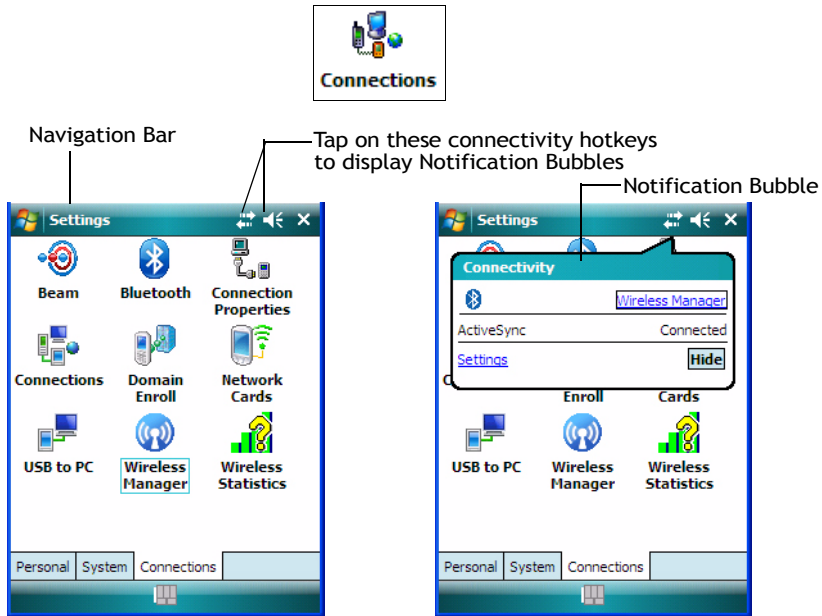 Connections
Navigation Bar
Tap on these connectivity hotkeys
to display Notification Bubbles
Notification Bubble
Settings
Beam
Bluetooth
Connection
Properties
Connections
Domain
Enroll
Network
Cards
USB to PC
Wireless
Manager
Wireless
Statistics
Personal
System
Connections
Settings
Connectivity
Wireless Manager
ActiveSync
Connected
Settings
Hide
C
Enroll
Cards
USB to PC
Wireless
Manager
Wireless
Statistics
Personal
System
Connections